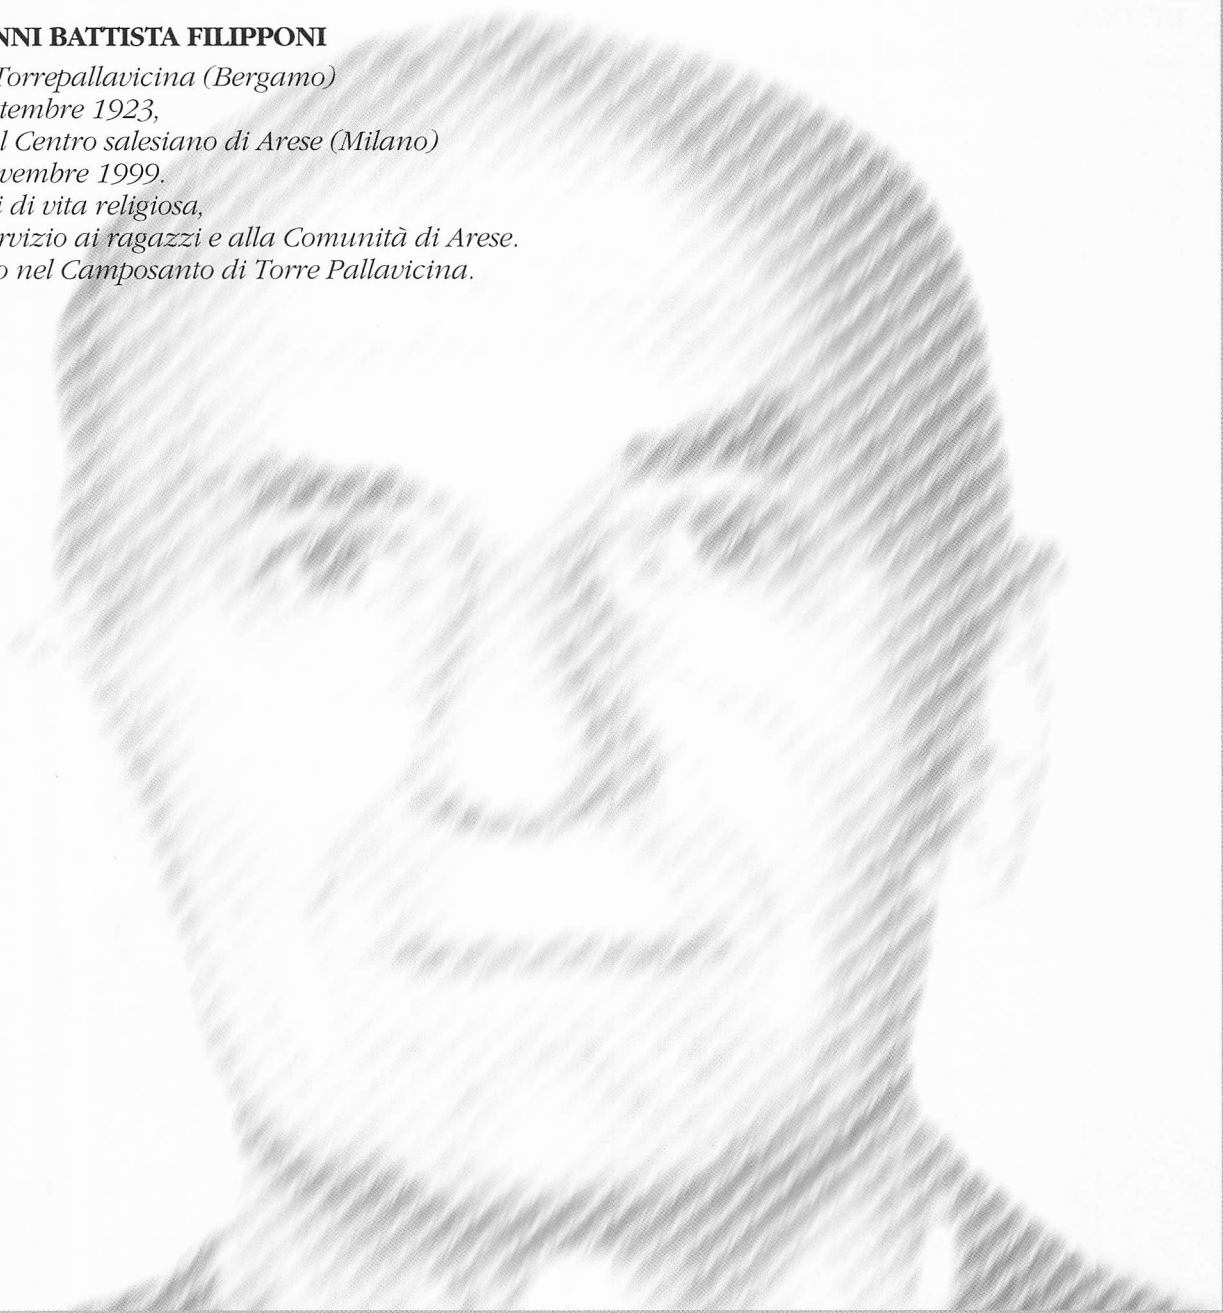 NNI BATTISTA FILIPPONI
Torrepallavicina (Bergamo)
tembre 1923,
l Centro salesiano di Arese (Milano)
vembre 1999.
i di vita religiosa,
rvizio ai ragazzi e alla Comunità di Arese.
o nel Camposanto di Torre Pallavicina.